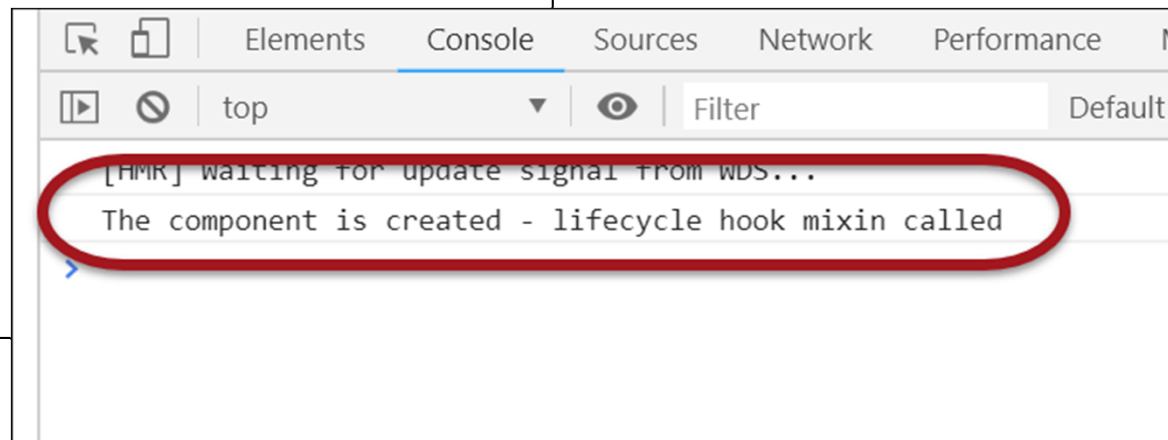 Elements Console Sources Network Performance
top Filter Default
[HMR] Waiting for update signal from WDS...
The component is created - lifecycle hook mixin called